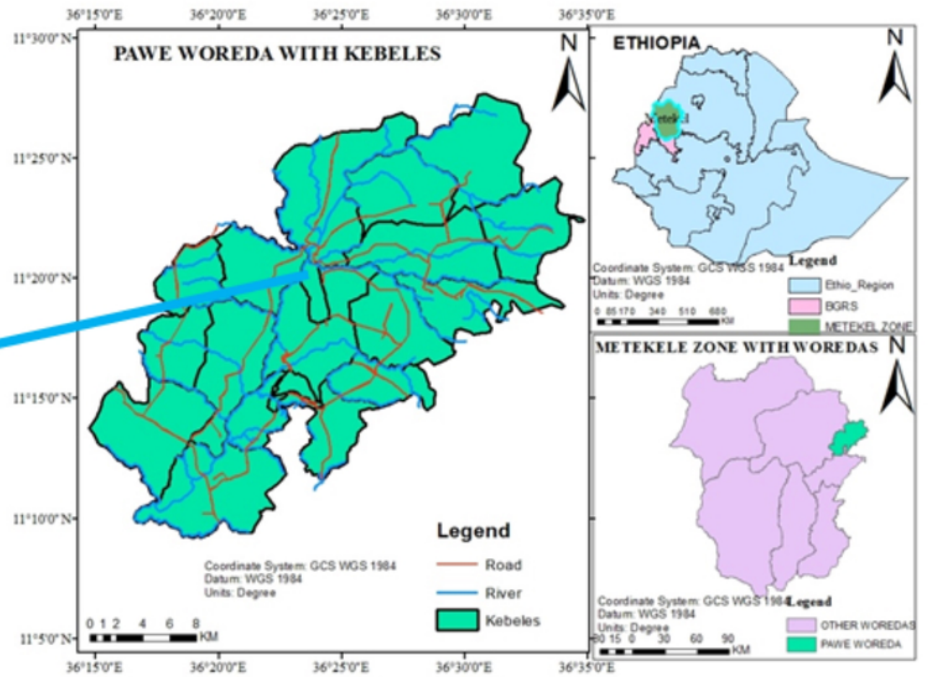 36°15'0"E 36°20'0"E 36°25'0"E 36°30'0"E 36°35'0"E
11°30'0"N
11°25'0"N
11°20'0"N
11°15'0"N
11°10'0"N
11°5'0"N
PAWE WOREDA WITH KEBELES
N
Legend
Road
River
Kebeles
Coordinate System: GCS WGS 1984
Datum: WGS 1984
Units: Degree
0 1 2 4 6 8 KM
36°15'0"E 36°20'0"E 36°25'0"E 36°30'0"E 36°35'0"E
ETHIOPIA
N
Metekel
Coordinate System: GCS WGS 1984
Datum: WGS 1984
Units: Degree
0 85 170 340 510 680 KM
Legend
Ethio_Region
BGRS
METEKEL ZONE
METEKELE ZONE WITH WOREDAS
N
Coordinate System: GCS WGS 1984
Datum: WGS 1984
Units: Degree
15 0 30 60 90 KM
Legend
OTHER WOREDAS
PAWE WOREDA